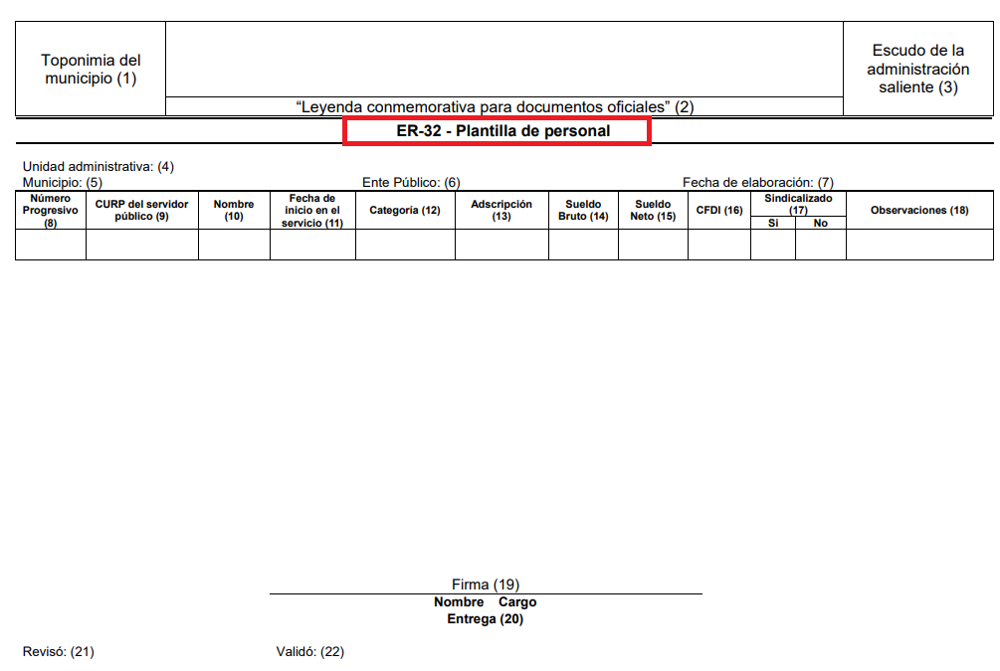 Toponimia del
municipio (1)
Escudo de la
administración
saliente (3)
“Leyenda conmemorativa para documentos oficiales” (2)
ER-32 - Plantilla de personal
Unidad administrativa: (4)
Municipio: (5) Ente Público: (6) Fecha de elaboración: (7)
Número
Progresivo
(8)
CURP del servidor
público (9)
Nombre
(10)
Fecha de
inicio en el
servicio (11)
Categoría (12)
Adscripción
(13)
Sueldo
Bruto (14)
Sueldo
Neto (15)
CFDI (16)
Sindicalizado
(17)
Si No
Observaciones (18)
Firma (19)
Nombre Cargo
Entrega (20)
Revisó: (21) Validó: (22)